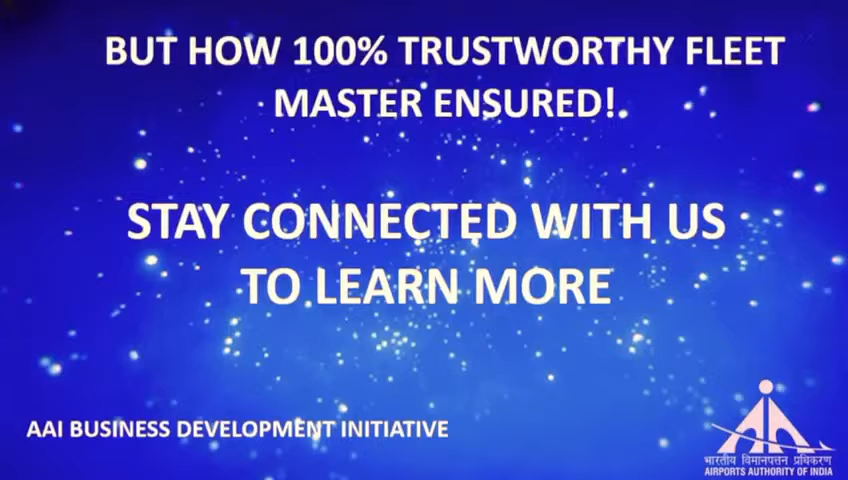 BUT HOW 100% TRUSTWORTHY FLEET
MASTER ENSURED!
STAY CONNECTED WITH US
TO LEARN MORE
AAI BUSINESS DEVELOPMENT INITIATIVE
भारतीय विमानपत्तन प्राधिकरण
AIRPORTS AUTHORITY OF INDIA